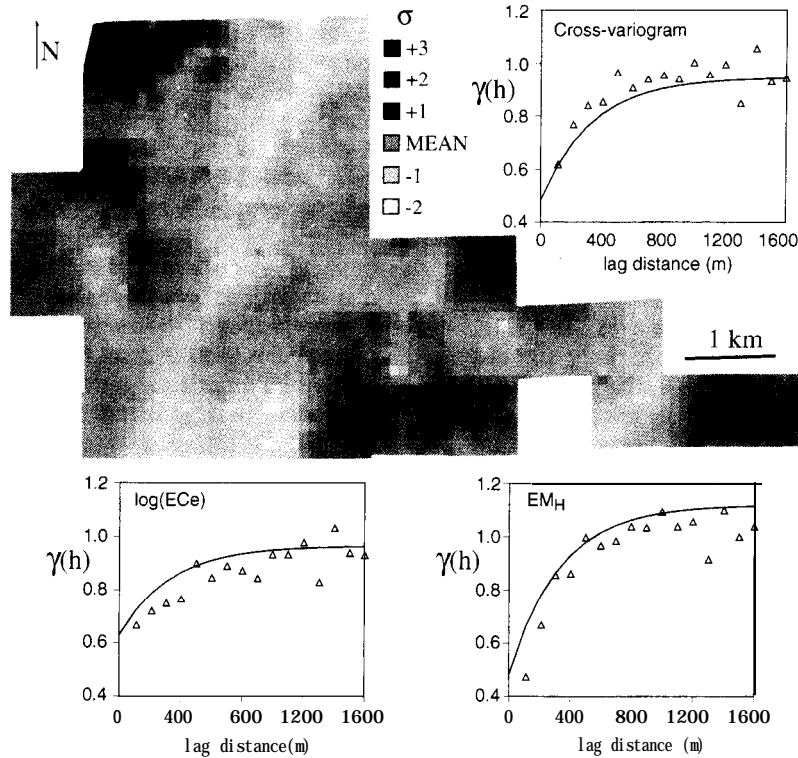 N
σ
+3
+2
+1
MEAN
-1
-2
Cross-variogram
γ(h)
1.2
1.0
0.8
0.6
0.4
0 400 800 1200 1600
lag distance (m)
1 km
log(ECe)
γ(h)
1.2
1.0
0.8
0.6
0.4
0 400 600 1200 1600
lag distance(m)
EMH
γ(h)
1.2
1.0
0.8
0.6
0.4
0 400 800 1200 1600
lag distance (m)